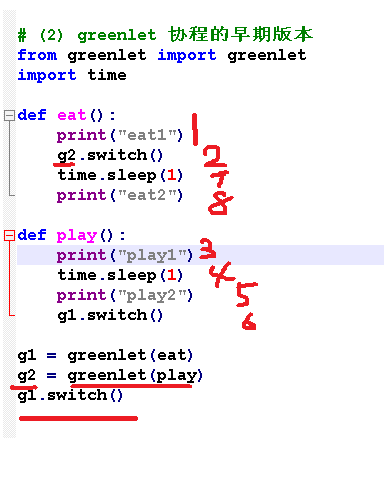 # (2) greenlet 协程的早期版本
from greenlet import greenlet
import time
def eat():
print("eat1") 1
g2.switch() 2
time.sleep(1) 7
print("eat2") 8
def play():
print("play1") 3
time.sleep(1) 4
print("play2") 5
g1.switch() 6
g1 = greenlet(eat)
g2 = greenlet(play)
g1.switch()